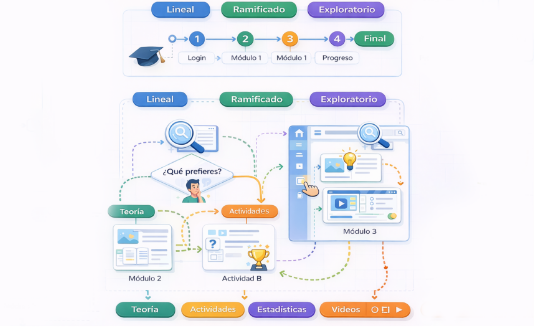 Lineal Ramificado Exploratorio
1 2 3 4 Final
Login Módulo 1 Módulo 1 Progreso
Lineal Ramificado Exploratorio
¿Qué prefieres?
Teoría Actividades
?
Módulo 3
Módulo 2 Actividad B
Teoría Actividades Estadísticas Vídeos